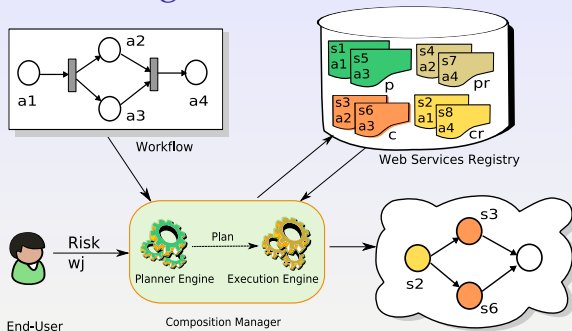 a2
a1
a3
a4
Workflow
s1
a1
s5
a3
p
s4
a2
s7
a4
pr
s3
a2
s6
a3
c
s2
a1
s8
a4
cr
Web Services Registry
Risk
wj
End-User
Plan
Planner Engine
Execution Engine
Composition Manager
s3
s2
s6